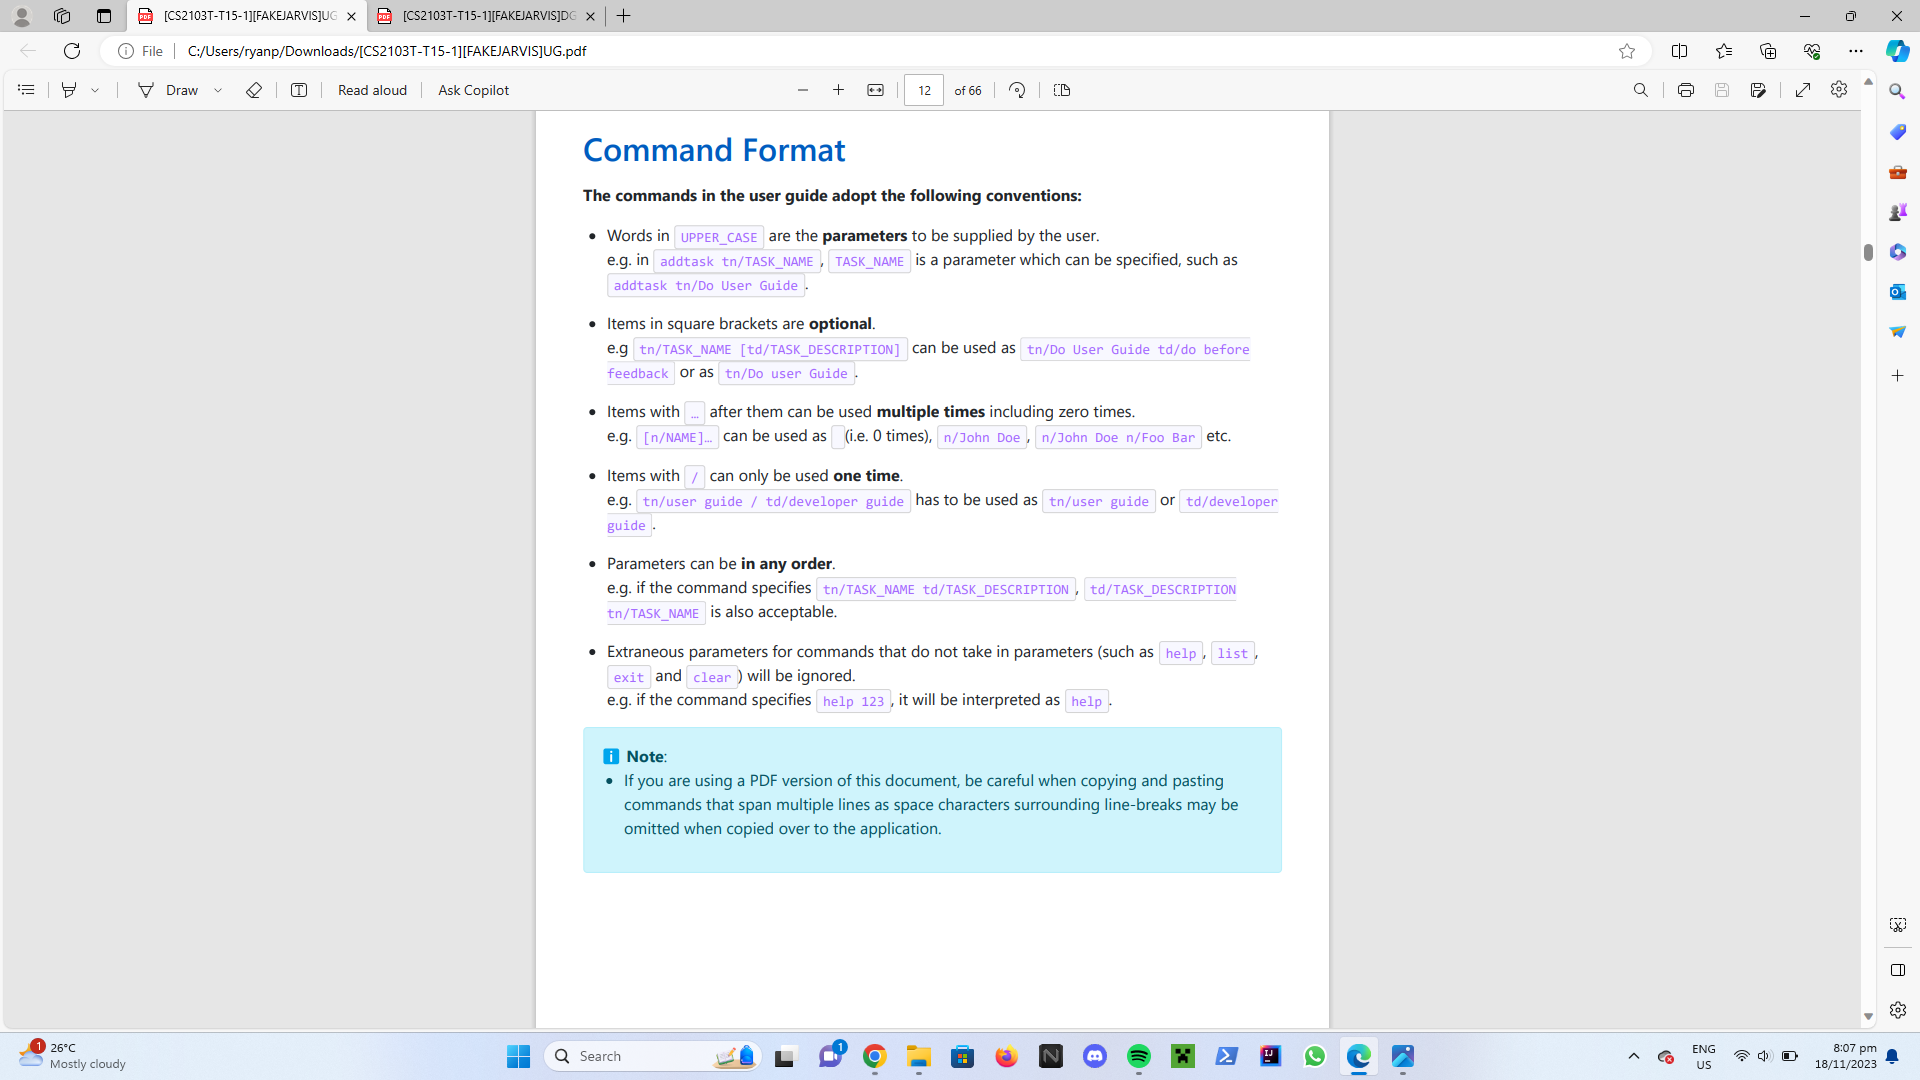 [CS2103T-T15-1][FAKEJARVIS]UG
[CS2103T-T15-1][FAKEJARVIS]DG
File
C:/Users/ryanp/Downloads/[CS2103T-T15-1][FAKEJARVIS]UG.pdf
Draw
Read aloud
Ask Copilot
12
of 66
Command Format
The commands in the user guide adopt the following conventions:
• Words in UPPER_CASE are the parameters to be supplied by the user.
e.g. in addtask tn/TASK_NAME, TASK_NAME is a parameter which can be specified, such as
addtask tn/Do User Guide.
• Items in square brackets are optional.
e.g tn/TASK_NAME [td/TASK_DESCRIPTION] can be used as tn/Do User Guide td/do before
feedback or as tn/Do user Guide.
• Items with … after them can be used multiple times including zero times.
e.g. [n/NAME]… can be used as (i.e. 0 times), n/John Doe, n/John Doe n/Foo Bar etc.
• Items with / can only be used one time.
e.g. tn/user guide / td/developer guide has to be used as tn/user guide or td/developer
guide.
• Parameters can be in any order.
e.g. if the command specifies tn/TASK_NAME td/TASK_DESCRIPTION, td/TASK_DESCRIPTION
tn/TASK_NAME is also acceptable.
• Extraneous parameters for commands that do not take in parameters (such as help, list,
exit and clear) will be ignored.
e.g. if the command specifies help 123, it will be interpreted as help.
Note:
• If you are using a PDF version of this document, be careful when copying and pasting
commands that span multiple lines as space characters surrounding line-breaks may be
omitted when copied over to the application.
1
26°C
Mostly cloudy
Search
1
ENG
US
8:07 pm
18/11/2023